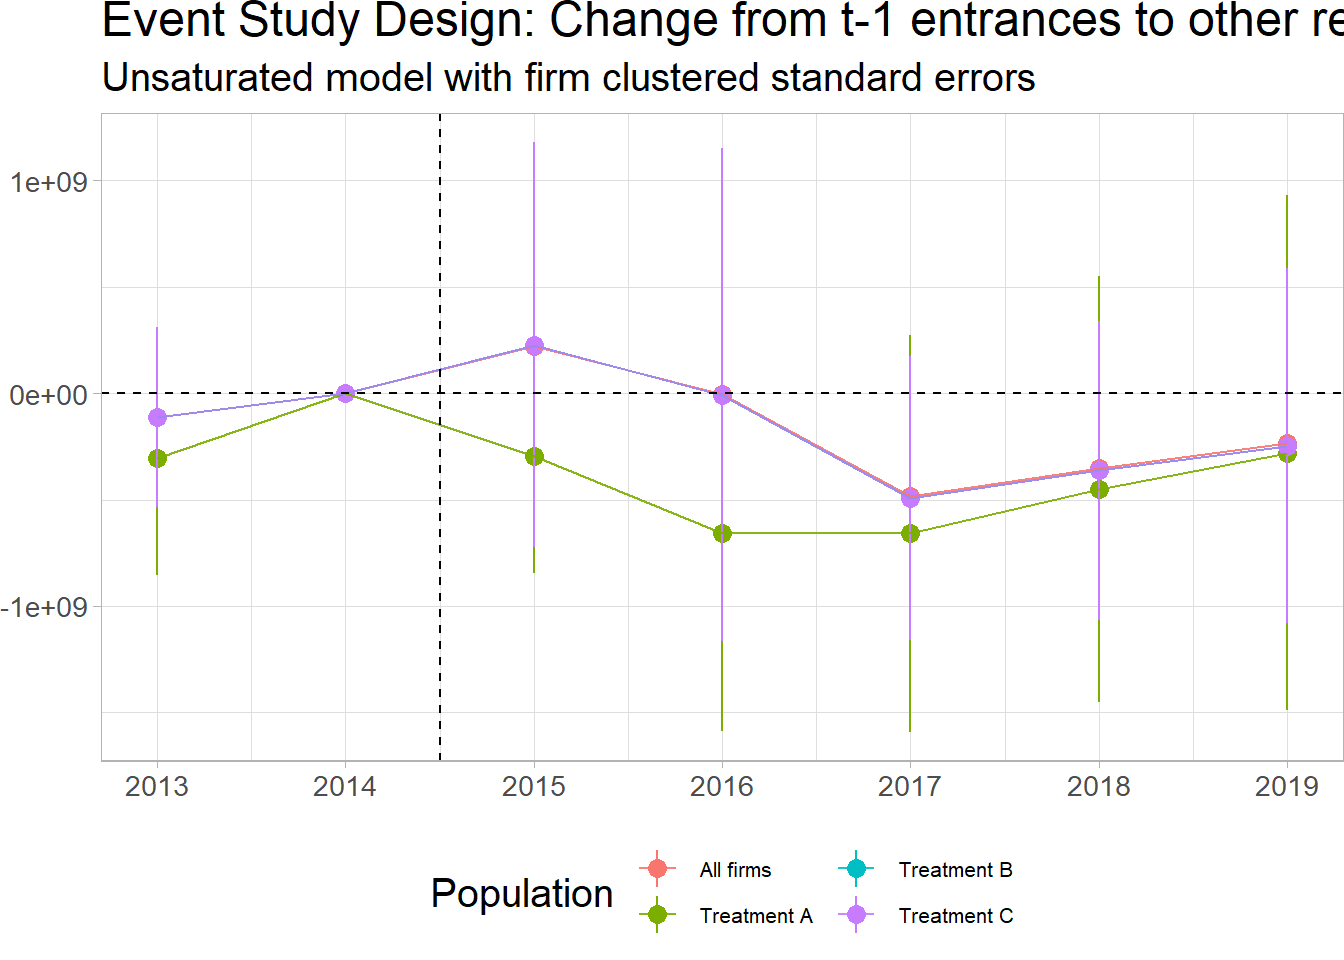 Event Study Design: Change from t-1 entrances to other re
Unsaturated model with firm clustered standard errors
1e+09
0e+00
-1e+09
2013 2014 2015 2016 2017 2018 2019
Population
All firms
Treatment B
Treatment A
Treatment C